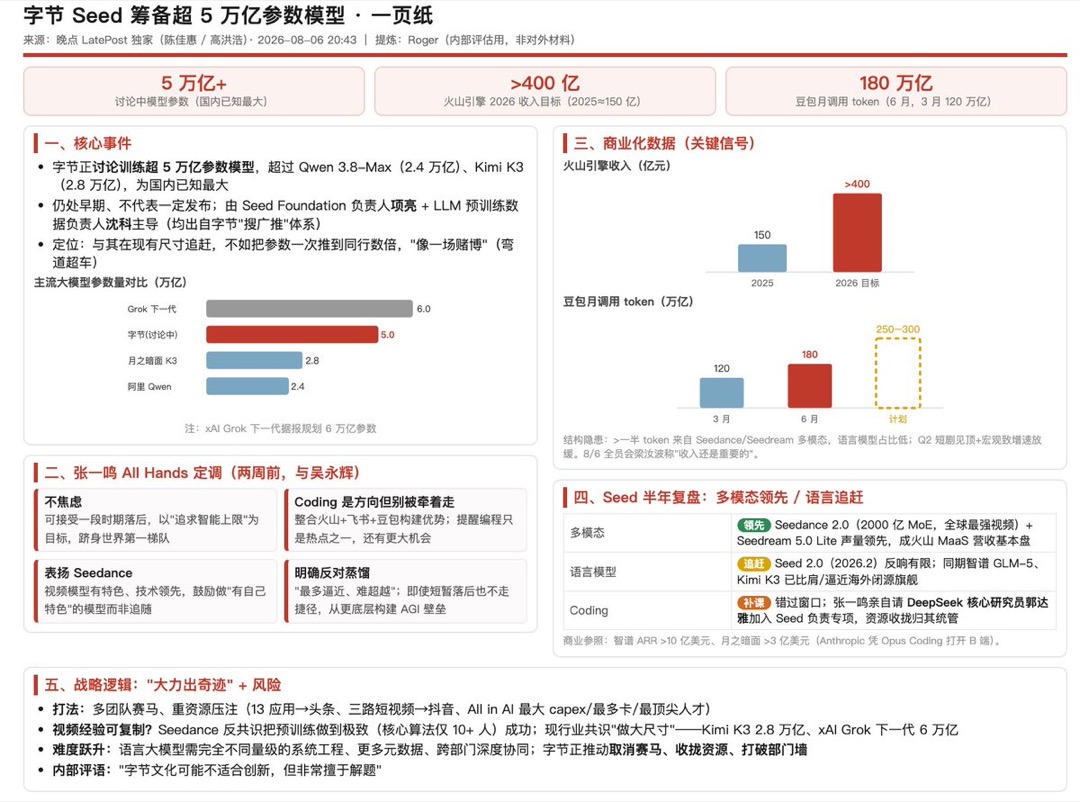 字节 Seed 筹备超 5 万亿参数模型 · 一页纸
来源：晚点 LatePost 独家（陈佳惠 / 高洪浩）· 2026-08-06 20:43 ｜ 提炼：Roger（内部评估用，非对外材料）
5 万亿+
讨论中模型参数（国内已知最大）
>400 亿
火山引擎 2026 收入目标（2025≈150 亿）
180 万亿
豆包月调用 token（6 月，3 月 120 万亿）
一、核心事件
• 字节正讨论训练超 5 万亿参数模型，超过 Qwen 3.8-Max（2.4 万亿）、Kimi K3
（2.8 万亿），为国内已知最大
• 仍处早期、不代表一定发布；由 Seed Foundation 负责人项亮 + LLM 预训练数
据负责人沈科主导（均出自字节"搜广推"体系）
• 定位：与其在现有尺寸追赶，不如把参数一次推到同行数倍，"像一场赌博"（弯
道超车）
主流大模型参数量对比（万亿）
Grok 下一代 6.0
字节(讨论中) 5.0
月之暗面 K3 2.8
阿里 Qwen 2.4
注：xAI Grok 下一代据报规划 6 万亿参数
二、张一鸣 All Hands 定调（两周前，与吴永辉）
不焦虑
可接受一段时期落后，以"追求智能上限"为
目标，跻身世界第一梯队
Coding 是方向但别被牵着走
整合火山+飞书+豆包构建优势；提醒编程只
是热点之一，还有更大机会
表扬 Seedance
视频模型有特色、技术领先，鼓励做"有自己
特色"的模型而非追随
明确反对蒸馏
"最多逼近、难超越"；即使短暂落后也不走
捷径，从更底层构建 AGI 壁垒
三、商业化数据（关键信号）
火山引擎收入（亿元）
150
>400
2025
2026 目标
豆包月调用 token（万亿）
120
180
250–300
3 月
6 月
计划
结构隐患：>一半 token 来自 Seedance/Seedream 多模态，语言模型占比低；Q2 短剧见顶+宏观致增速放
缓。8/6 全员会梁汝波称"收入还是重要的"。
四、Seed 半年复盘：多模态领先 / 语言追赶
多模态
领先 Seedance 2.0（2000 亿 MoE，全球最强视频）+
Seedream 5.0 Lite 声量领先，成火山 MaaS 营收基本盘
语言模型
追赶 Seed 2.0（2026.2）反响有限；同期智谱 GLM-5、
Kimi K3 已比肩/逼近海外闭源旗舰
Coding
补课 错过窗口；张一鸣亲自请 DeepSeek 核心研究员郭达
雅加入 Seed 负责专项，资源收拢归其统管
商业参照：智谱 ARR >10 亿美元、月之暗面 >3 亿美元（Anthropic 凭 Opus Coding 打开 B 端）。
五、战略逻辑："大力出奇迹" + 风险
• 打法：多团队赛马、重资源压注（13 应用→头条、三路短视频→抖音、All in AI 最大 capex/最多卡/最顶尖人才）
• 视频经验可复制？Seedance 反共识把预训练做到极致（核心算法仅 10+ 人）成功；现行业共识"做大尺寸"——Kimi K3 2.8 万亿、xAI Grok 下一代 6 万亿
• 难度跃升：语言大模型需完全不同量级的系统工程、更多元数据、跨部门深度协同；字节正推动取消赛马、收拢资源、打破部门墙
• 内部评语："字节文化可能不适合创新，但非常擅于解题"